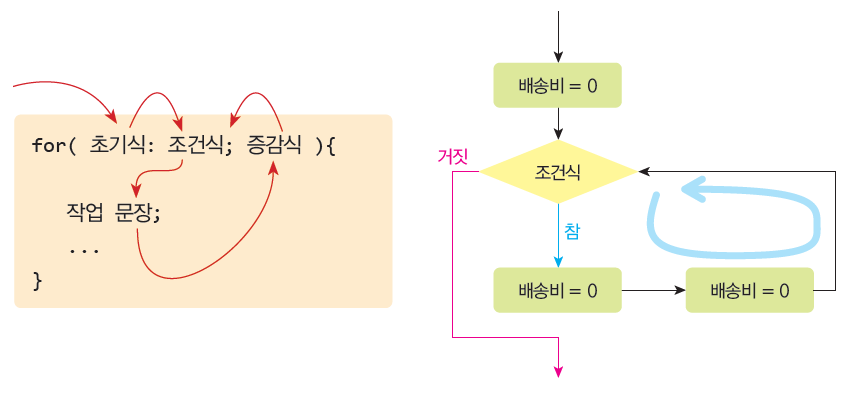 for( 초기식: 조건식; 증감식 ){
작업 문장;
...
}
배송비 = 0
조건식
거짓
참
배송비 = 0
배송비 = 0